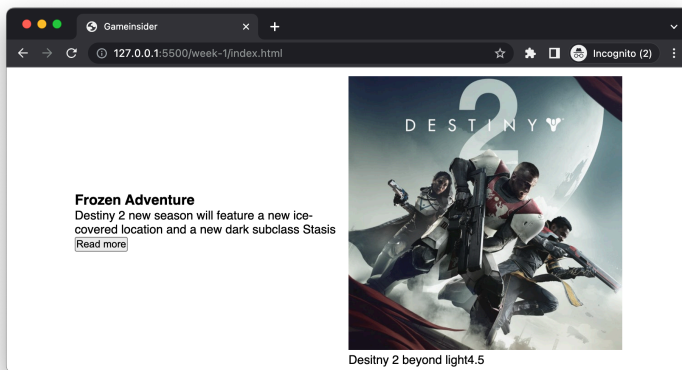 Gameinsider
127.0.0.1:5500/week-1/index.html
Incognito (2)
DESTINY
2
Frozen Adventure
Destiny 2 new season will feature a new ice-
covered location and a new dark subclass Stasis
Read more
Desitny 2 beyond light4.5